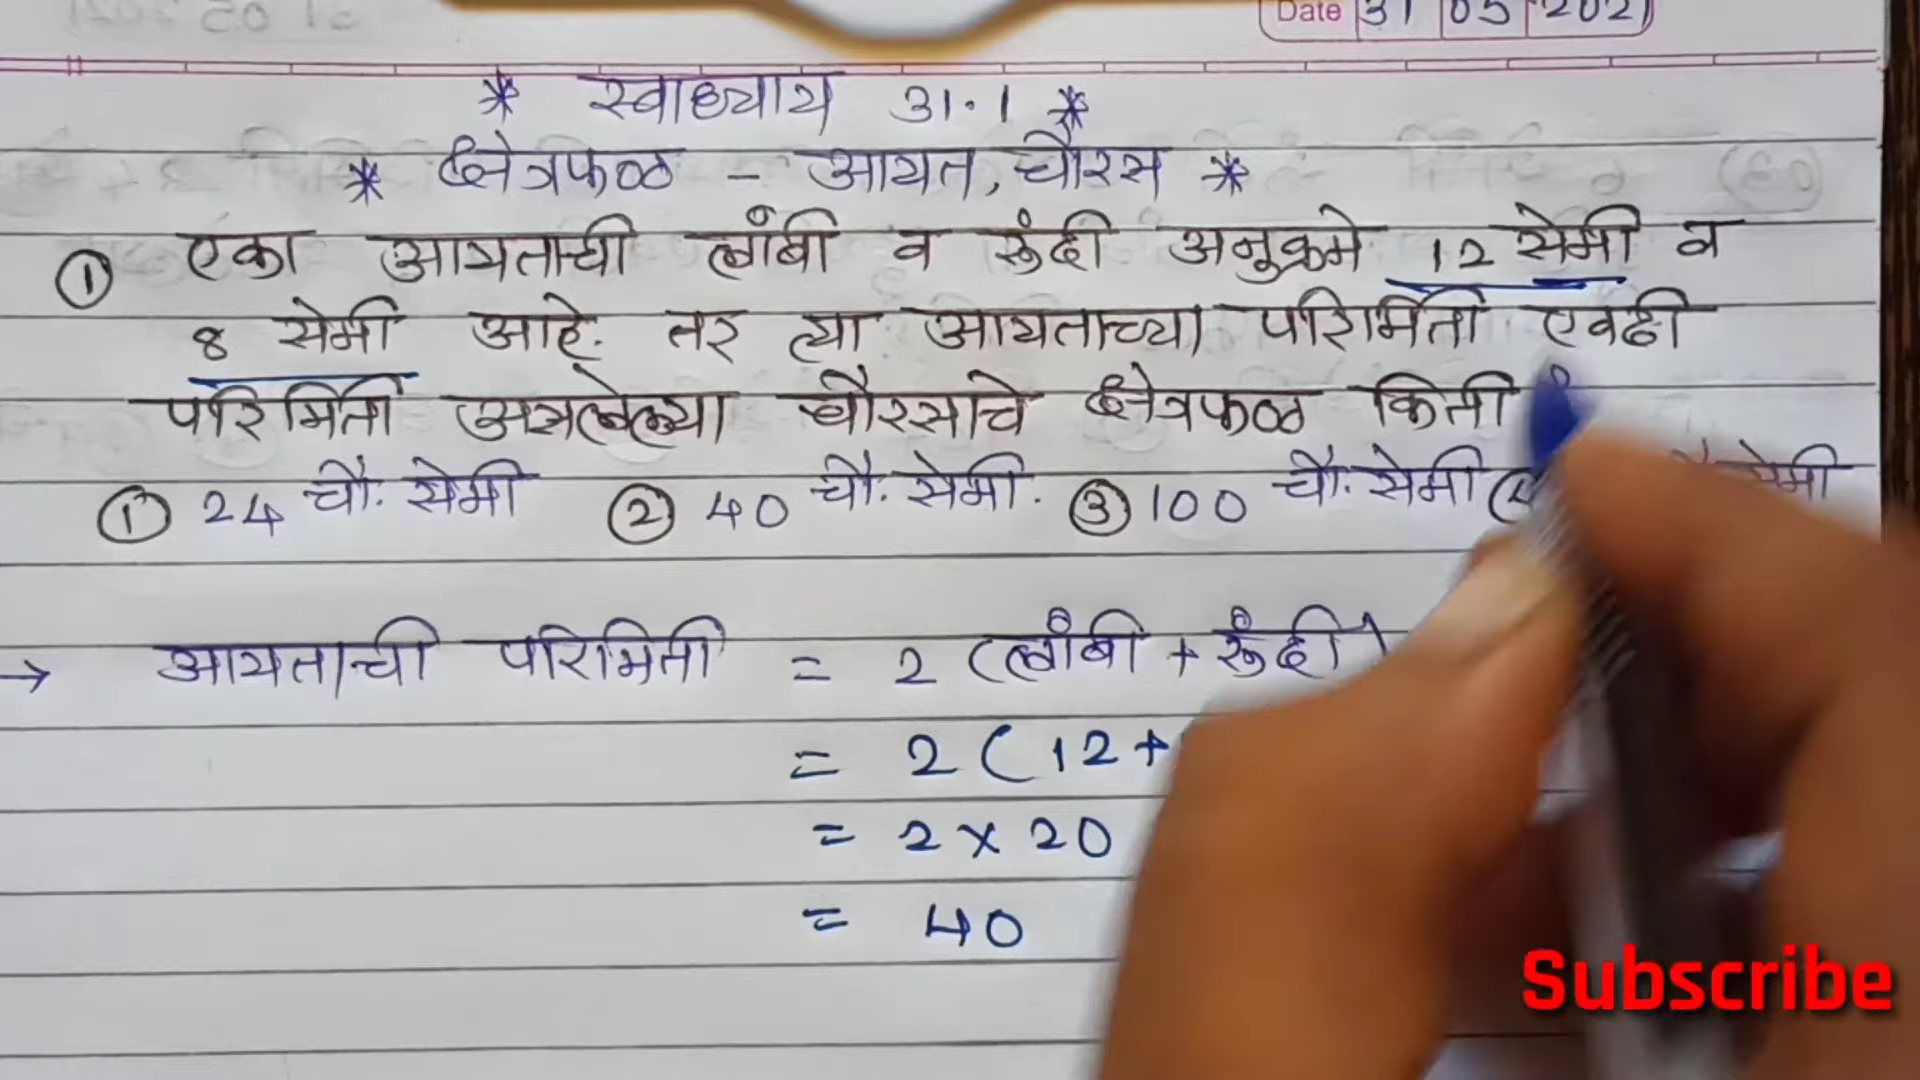 Date 31 05 202
* स्वाध्याय 31.1 *
* क्षेत्रफळ - आयत, चौरस *
① एका आयताची लांबी व रुंदी अनुक्रमे 12 सेमी व
8 सेमी आहे. तर त्या आयताच्या परिमिती एवढी
परिमिती असलेल्या चौरसाचे क्षेत्रफळ किती
① 24 चौ. सेमी ② 40 चौ. सेमी. ③ 100 चौ. सेमी सेमी
→ आयताची परिमिती = 2 (लांबी + रुंदी)
= 2 ( 12 +
= 2 x 20
= 40
Subscribe